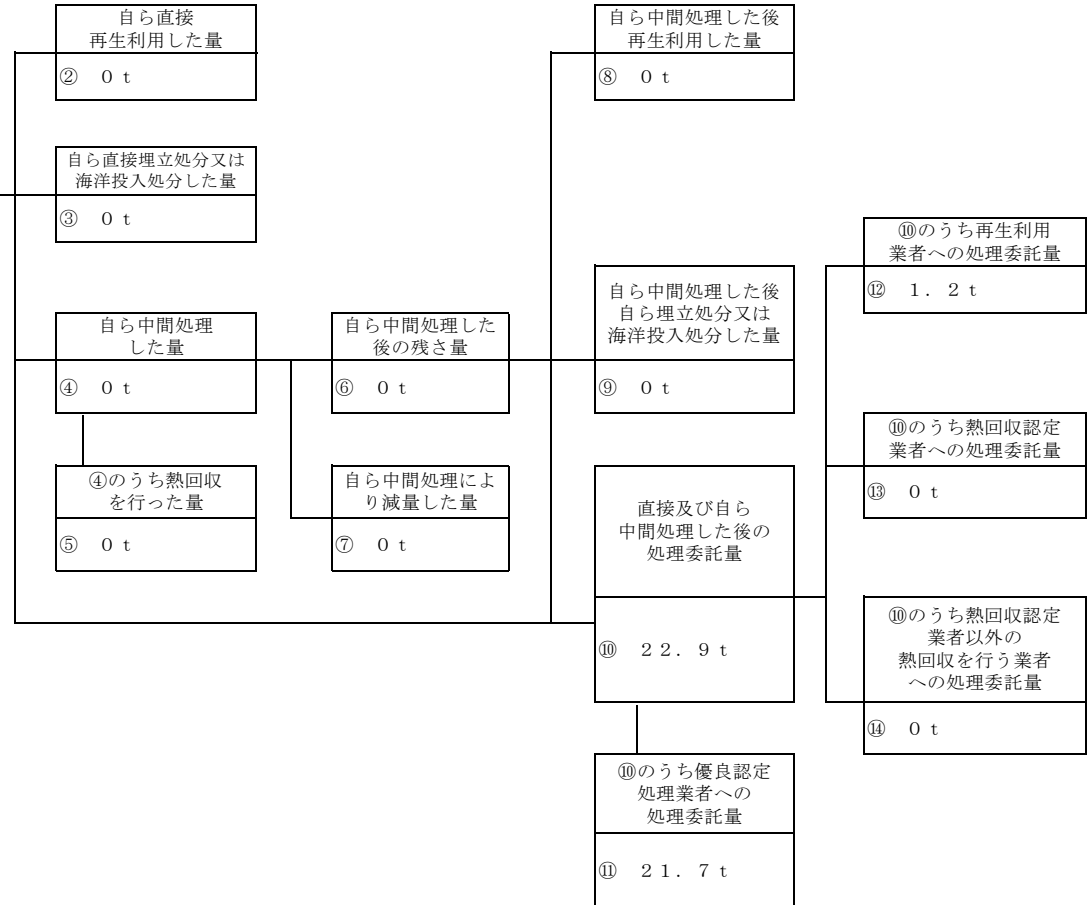 自ら直接
再生利用した量
② 0 t
自ら直接埋立処分又は
海洋投入処分した量
③ 0 t
自ら中間処理
した量
④ 0 t
④のうち熱回収
を行った量
⑤ 0 t
自ら中間処理した
後の残さ量
⑥ 0 t
自ら中間処理によ
り減量した量
⑦ 0 t
自ら中間処理した後
再生利用した量
⑧ 0 t
自ら中間処理した後
自ら埋立処分又は
海洋投入処分した量
⑨ 0 t
直接及び自ら
中間処理した後の
処理委託量
⑩ 22.9 t
⑩のうち優良認定
処理業者への
処理委託量
⑪ 21.7 t
⑩のうち再生利用
業者への処理委託量
⑫ 1.2 t
⑩のうち熱回収認定
業者への処理委託量
⑬ 0 t
⑩のうち熱回収認定
業者以外の
熱回収を行う業者
への処理委託量
⑭ 0 t